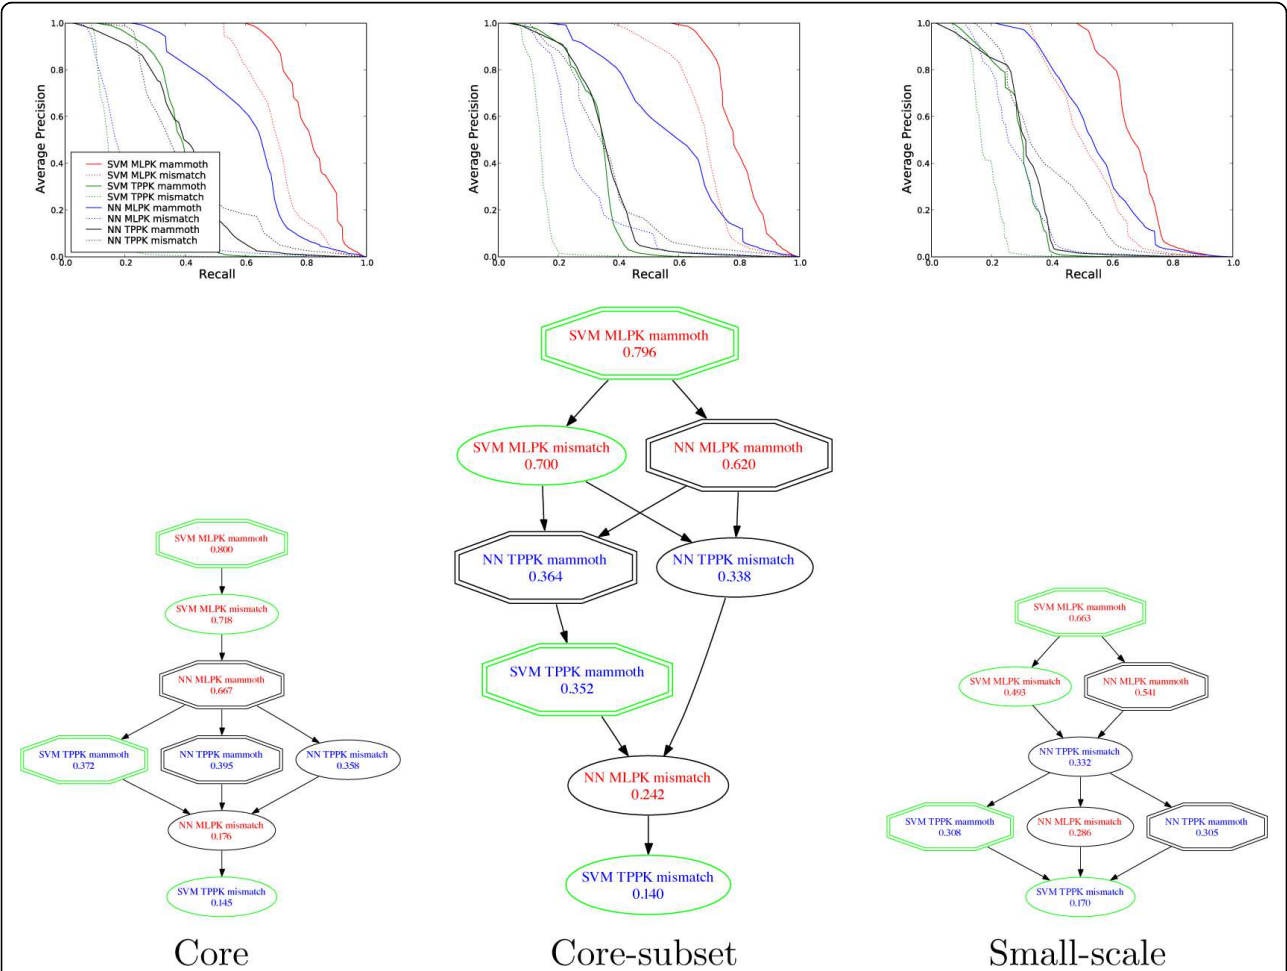 1.0
0.8
0.6
0.4
0.2
0.0
Average Precision
SVM MLPK mammoth
SVM MLPK mismatch
SVM TPPK mammoth
SVM TPPK mismatch
NN MLPK mammoth
NN MLPK mismatch
NN TPPK mammoth
NN TPPK mismatch
0.0 0.2 0.4 0.6 0.8 1.0
Recall
1.0
0.8
0.6
0.4
0.2
0.0
Average Precision
0.0 0.2 0.4 0.6 0.8 1.0
Recall
1.0
0.8
0.6
0.4
0.2
0.0
Average Precision
0.0 0.2 0.4 0.6 0.8 1.0
Recall
SVM MLPK mammoth
0.800
SVM MLPK mismatch
0.718
NN MLPK mammoth
0.667
SVM TPPK mammoth
0.372
NN TPPK mammoth
0.395
NN TPPK mismatch
0.358
NN MLPK mismatch
0.176
SVM TPPK mismatch
0.145
Core
SVM MLPK mammoth
0.796
SVM MLPK mismatch
0.700
NN MLPK mammoth
0.620
NN TPPK mammoth
0.364
NN TPPK mismatch
0.338
SVM TPPK mammoth
0.352
NN MLPK mismatch
0.242
SVM TPPK mismatch
0.140
Core-subset
SVM MLPK mammoth
0.663
SVM MLPK mismatch
0.493
NN MLPK mammoth
0.541
NN TPPK mismatch
0.332
SVM TPPK mammoth
0.308
NN MLPK mismatch
0.286
NN TPPK mammoth
0.305
SVM TPPK mismatch
0.170
Small-scale